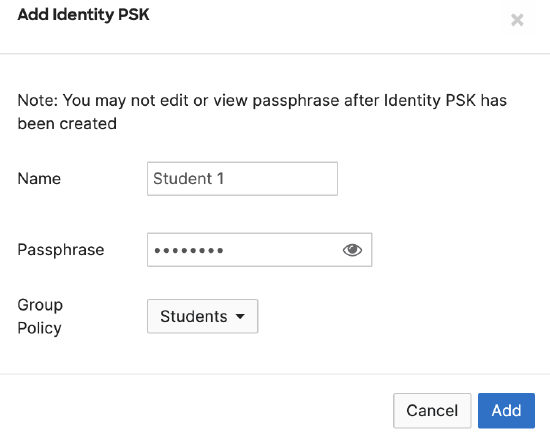 Add Identity PSK
Note: You may not edit or view passphrase after Identity PSK has
been created
Name
Student 1
Passphrase
••••••••
Group
Policy
Students
Cancel
Add